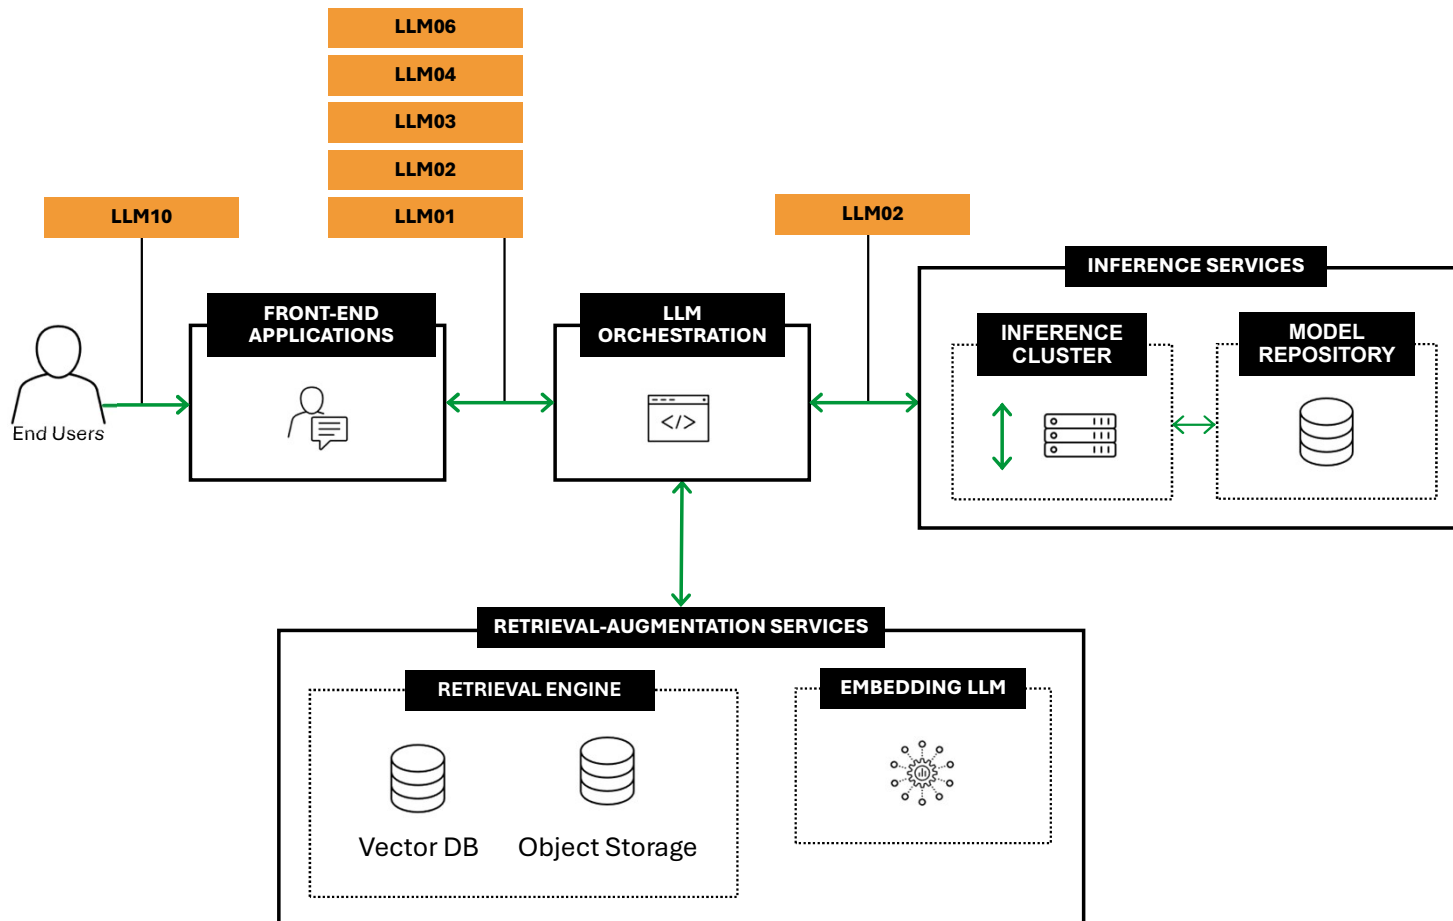 LLM06
LLM04
LLM03
LLM02
LLM01
LLM10
LLM02
INFERENCE SERVICES
FRONT-END
APPLICATIONS
LLM
ORCHESTRATION
INFERENCE
CLUSTER
MODEL
REPOSITORY
</>
End Users
RETRIEVAL-AUGMENTATION SERVICES
RETRIEVAL ENGINE
EMBEDDING LLM
Vector DB
Object Storage